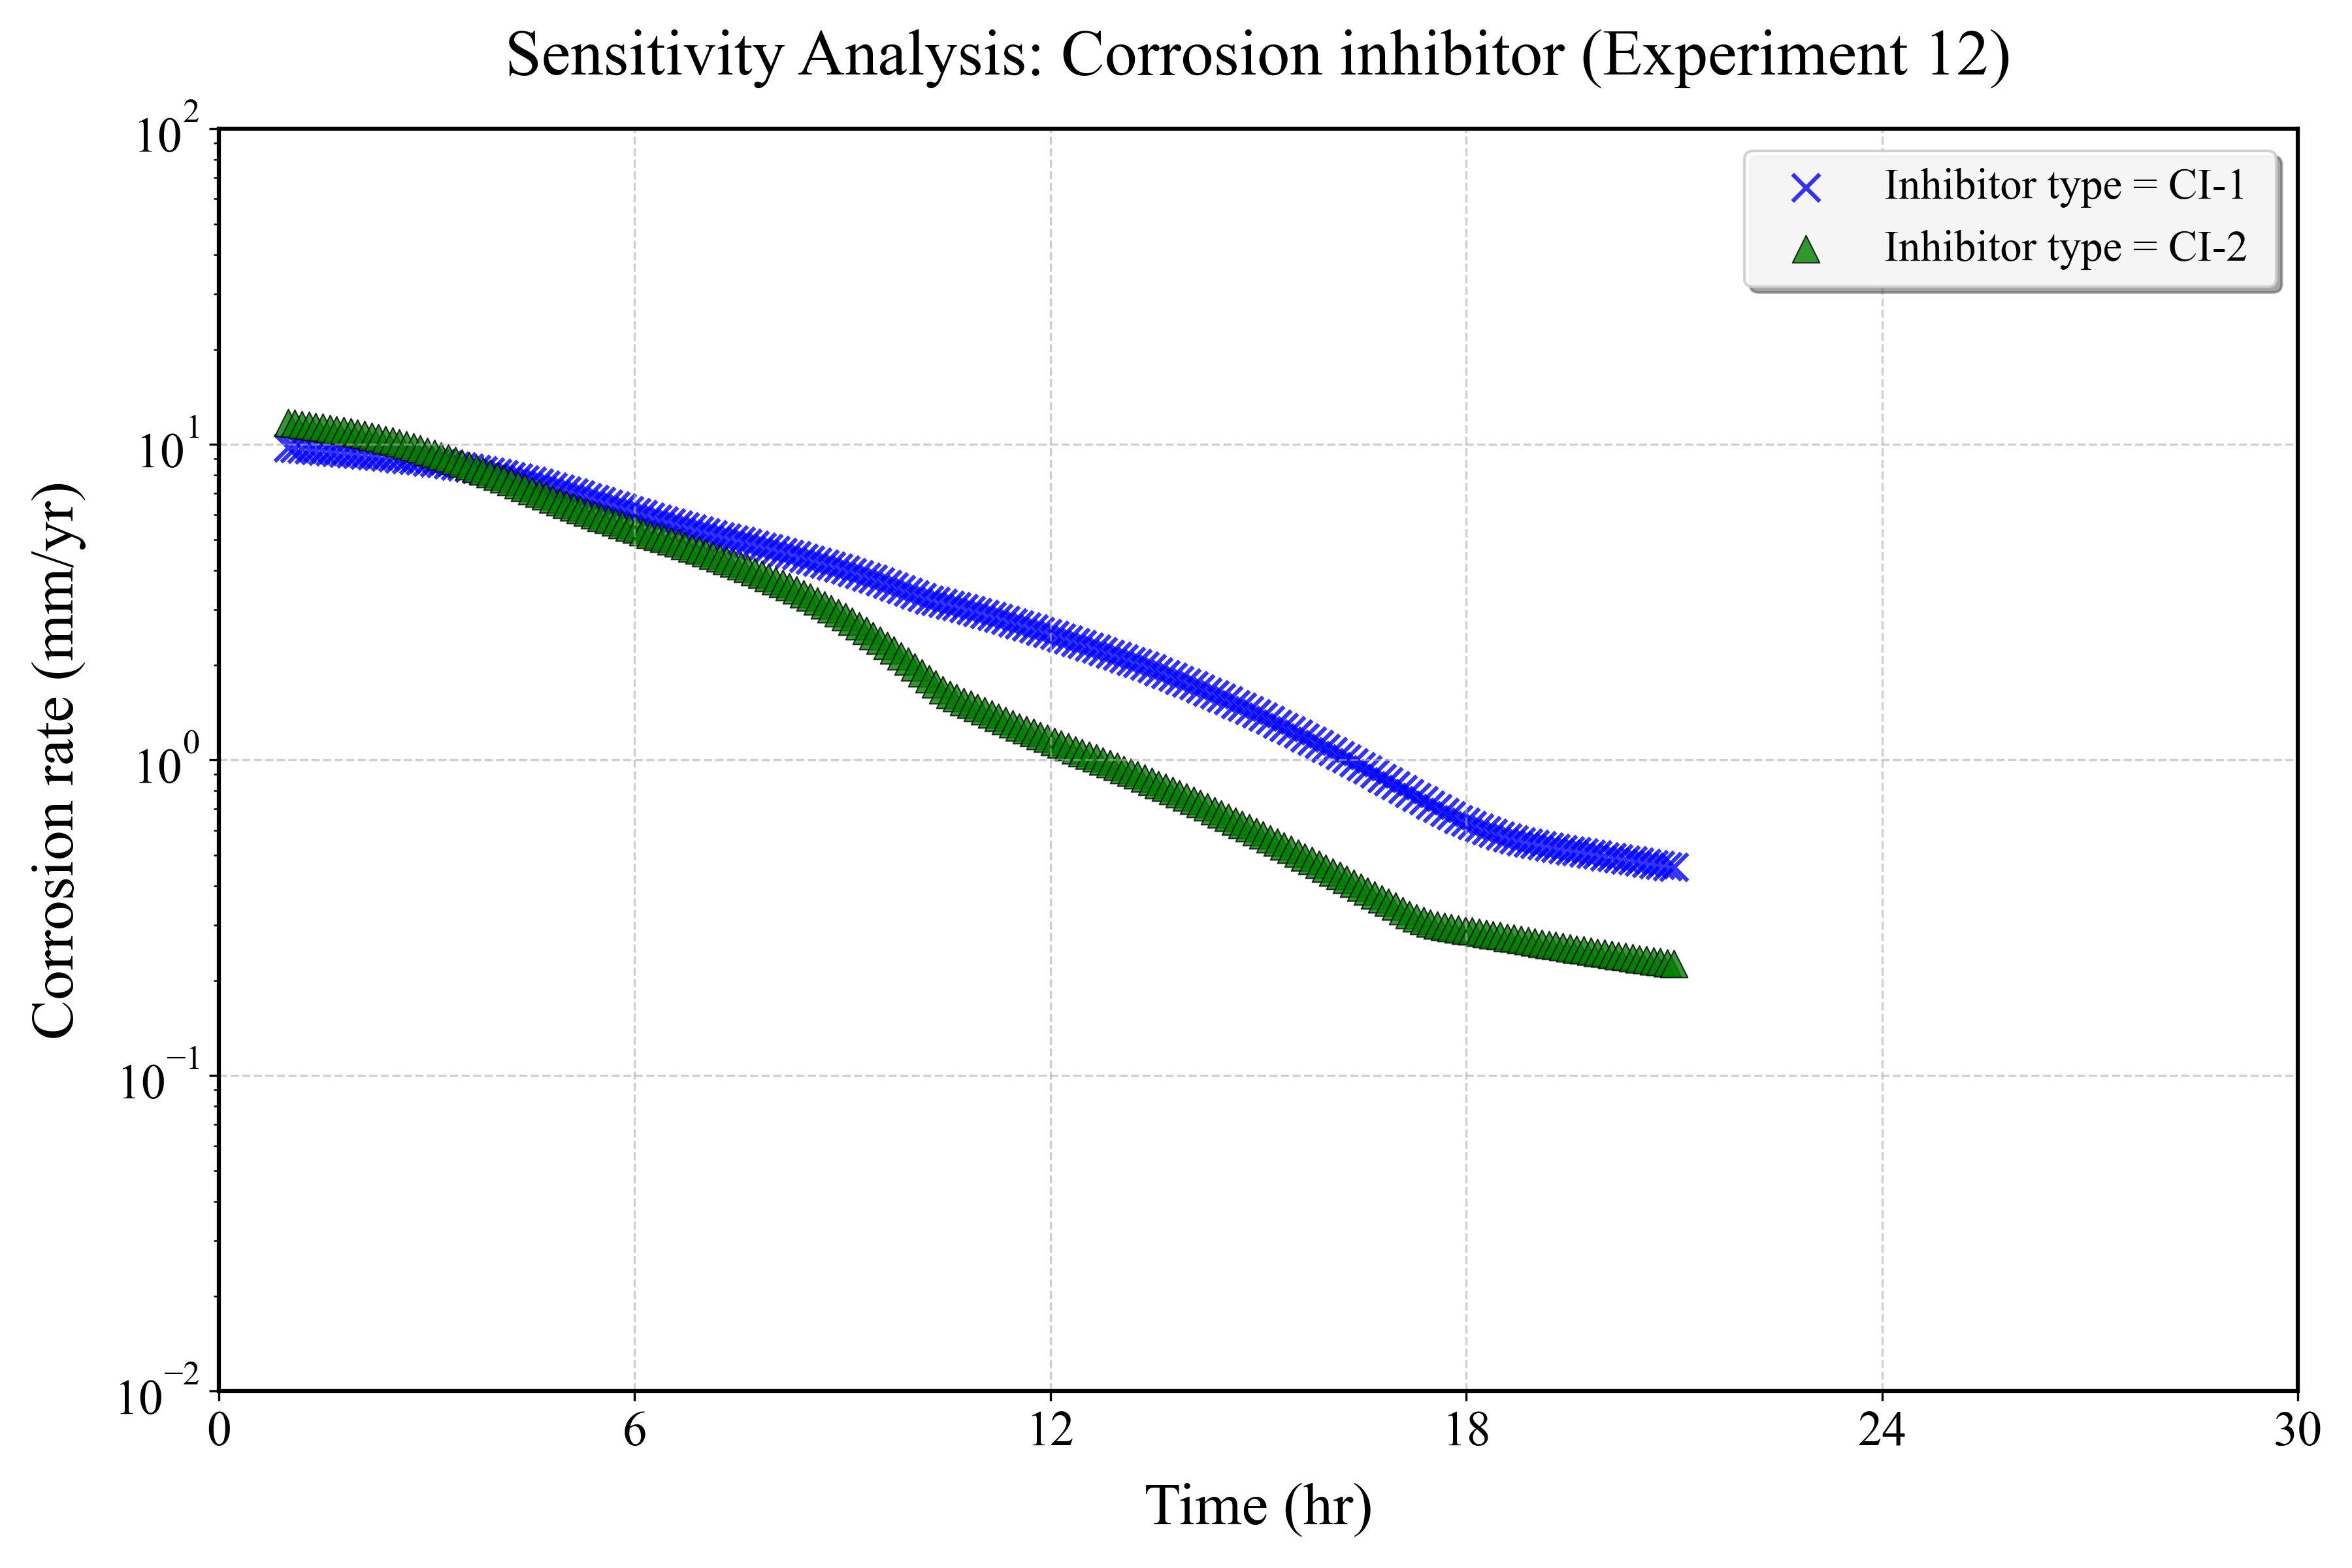 Sensitivity Analysis: Corrosion inhibitor (Experiment 12)
Inhibitor type = CI-1
Inhibitor type = CI-2
Corrosion rate (mm/yr)
10²
10¹
10⁰
10⁻¹
10⁻²
0 6 12 18 24 30
Time (hr)